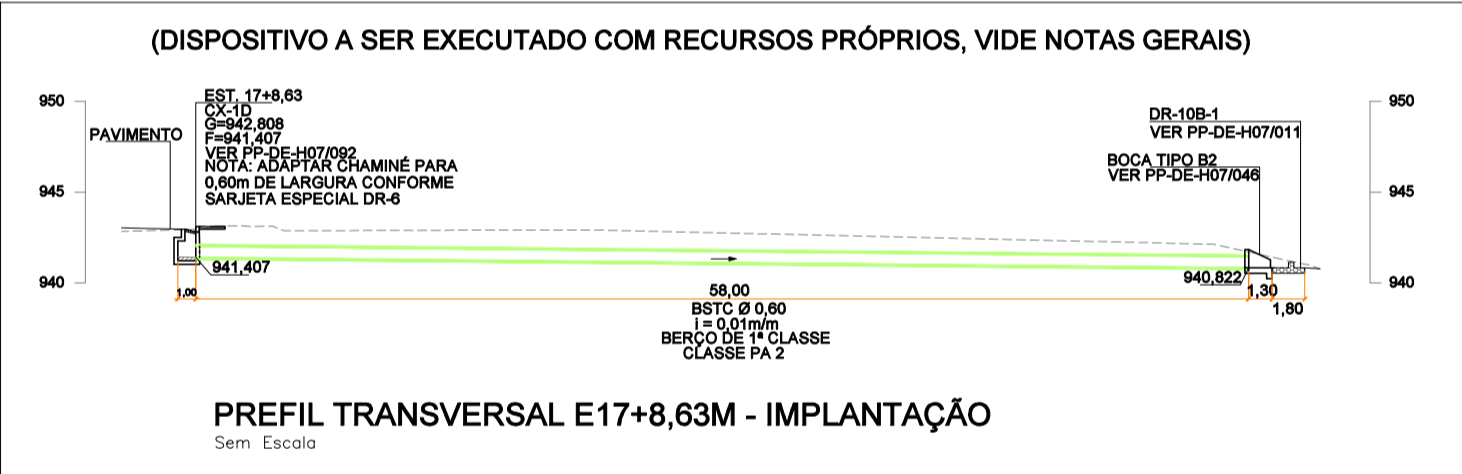 (DISPOSITIVO A SER EXECUTADO COM RECURSOS PRÓPRIOS, VIDE NOTAS GERAIS)
950
945
940
PAVIMENTO
EST. 17+8,63
CX-1D
G=942,808
F=941,407
VER PP-DE-H07/092
NOTA: ADAPTAR CHAMINÉ PARA
0,60m DE LARGURA CONFORME
SARJETA ESPECIAL DR-6
DR-10B-1
VER PP-DE-H07/011
BOCA TIPO B2
VER PP-DE-H07/046
950
945
940
941,407
940,822
1,00
58,00
1,30
1,80
BSTC Ø 0,60
i = 0,01m/m
BERÇO DE 1ª CLASSE
CLASSE PA 2
PREFIL TRANSVERSAL E17+8,63M - IMPLANTAÇÃO
Sem Escala